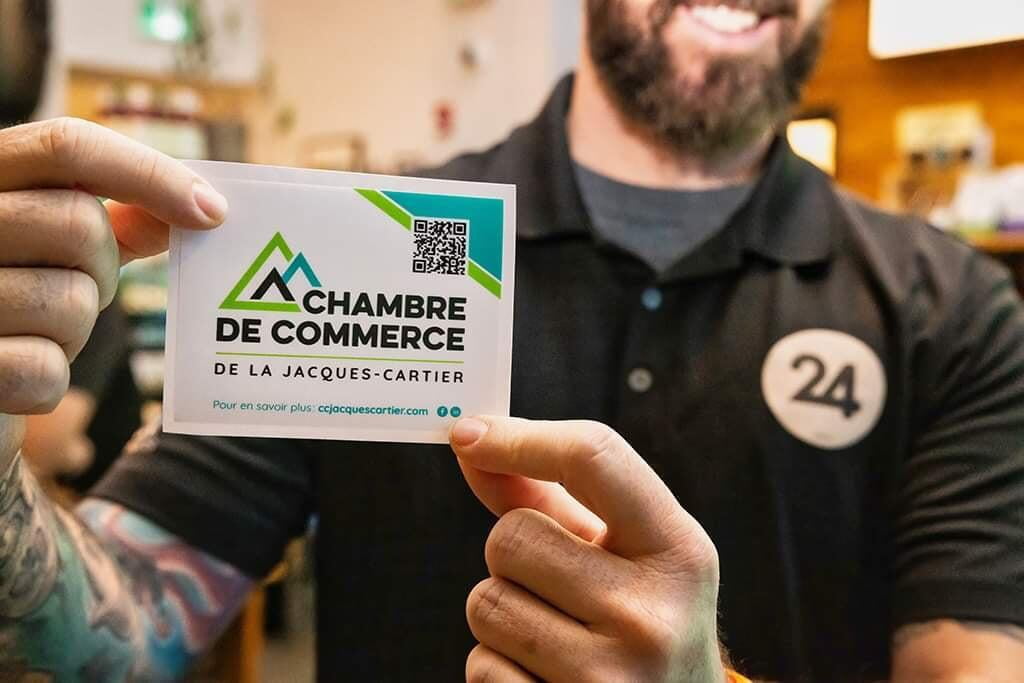 CHAMBRE
DE COMMERCE
DE LA JACQUES-CARTIER
Pour en savoir plus: ccjacquescartier.com
24